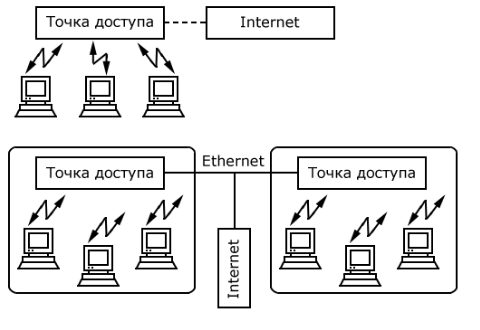 Точка доступа
Internet
Ethernet
Точка доступа
Точка доступа
Internet